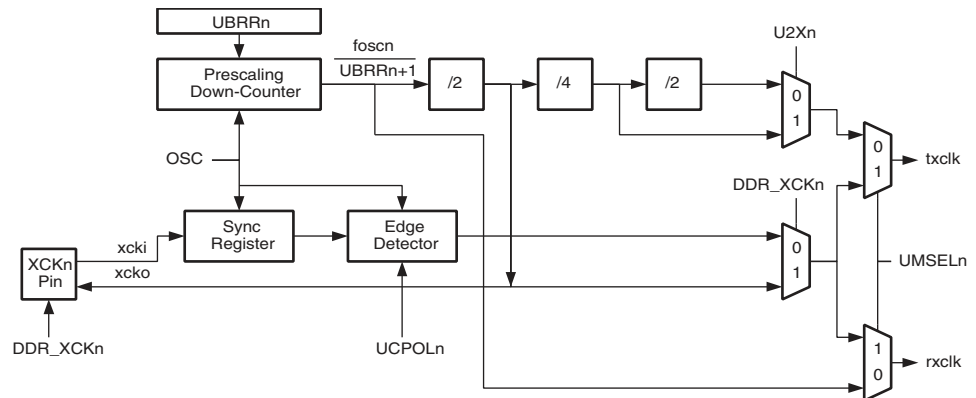 UBRRn
foscn
U2Xn
Prescaling
Down-Counter
UBRRn+1
/2
/4
/2
0
1
OSC
0
1
txclk
DDR_XCKn
Sync
Register
Edge
Detector
xcki
0
1
XCKn
Pin
xcko
UMSELn
DDR_XCKn
UCPOLn
1
0
rxclk